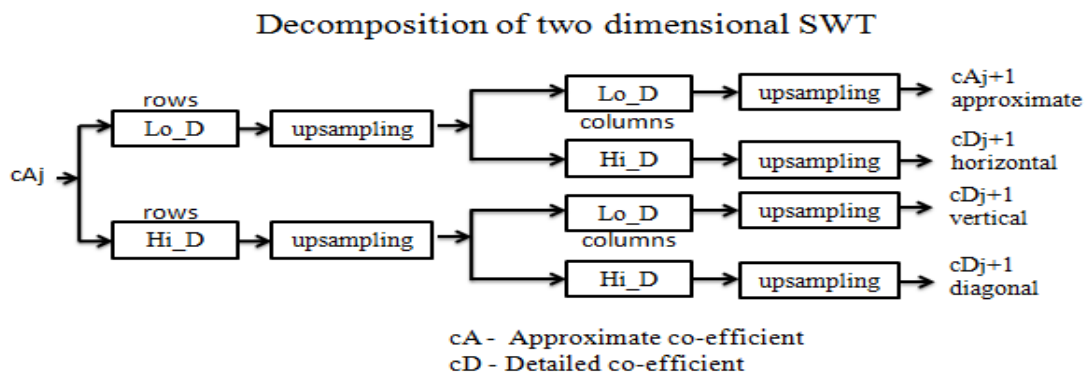 Decomposition of two dimensional SWT
cAj
rows
Lo_D
upsampling
Lo_D
columns
upsampling
cAj+1
approximate
Hi_D
upsampling
cDj+1
horizontal
rows
Hi_D
upsampling
Lo_D
columns
upsampling
cDj+1
vertical
Hi_D
upsampling
cDj+1
diagonal
cA - Approximate co-efficient
cD - Detailed co-efficient